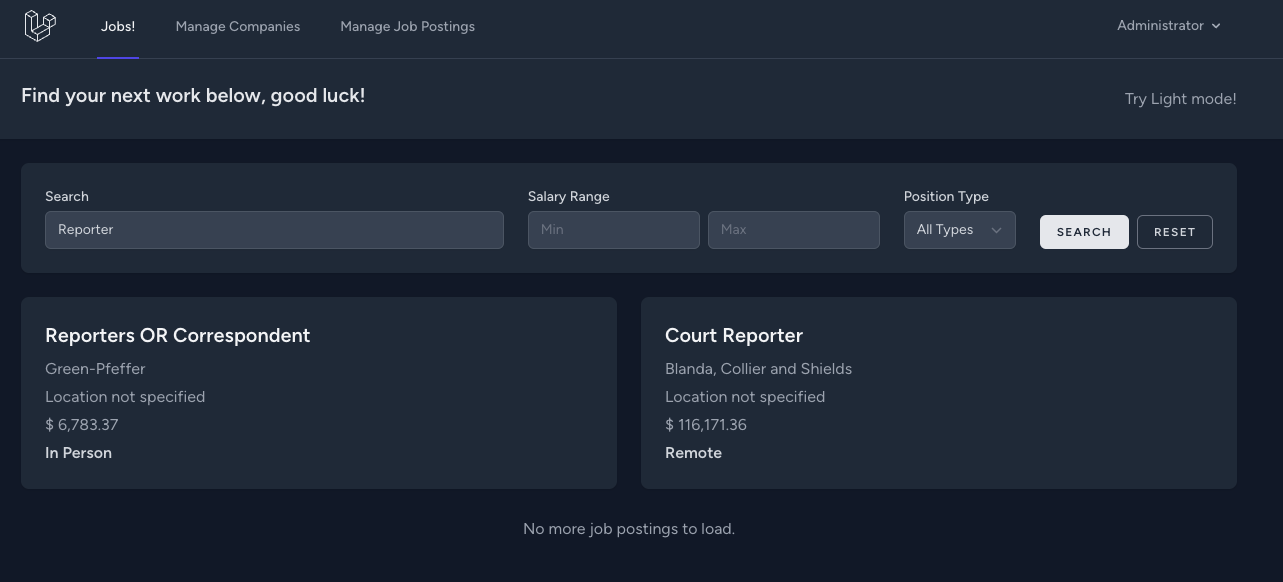 Jobs! Manage Companies Manage Job Postings Administrator
Find your next work below, good luck!
Try Light mode!
Search
Reporter
Salary Range
Min Max
Position Type
All Types
SEARCH RESET
Reporters OR Correspondent
Green-Pfeffer
Location not specified
$ 6,783.37
In Person
Court Reporter
Blanda, Collier and Shields
Location not specified
$ 116,171.36
Remote
No more job postings to load.